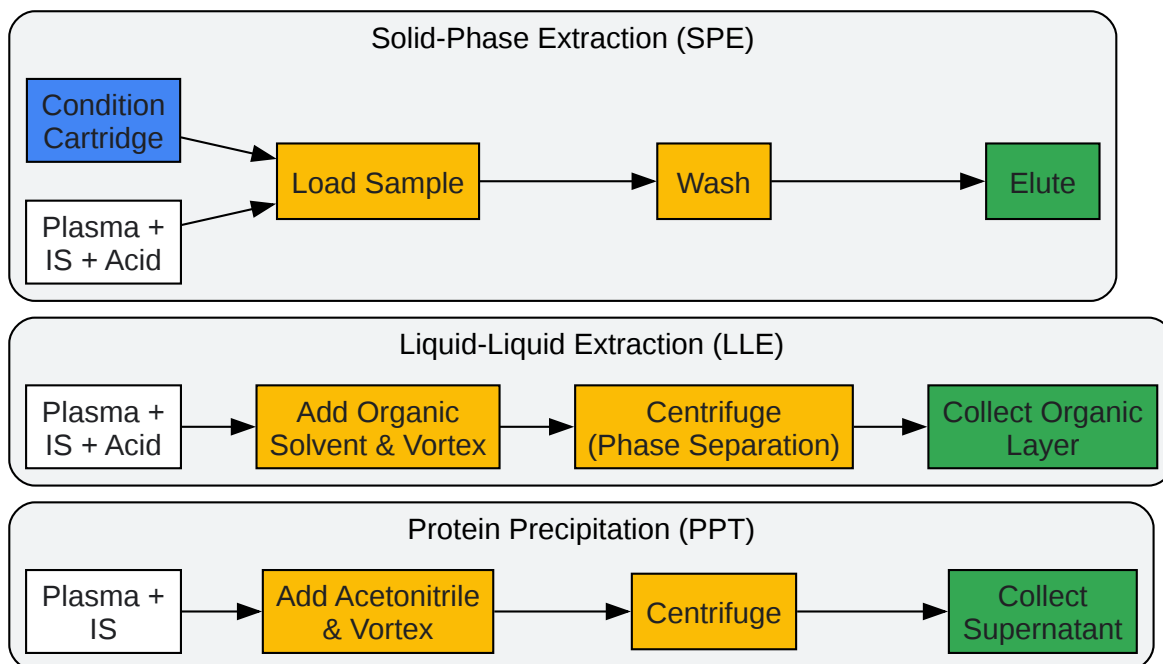 Solid-Phase Extraction (SPE)
Condition
Cartridge
Plasma +
IS + Acid
Load Sample
Wash
Elute
Liquid-Liquid Extraction (LLE)
Plasma +
IS + Acid
Add Organic
Solvent & Vortex
Centrifuge
(Phase Separation)
Collect Organic
Layer
Protein Precipitation (PPT)
Plasma +
IS
Add Acetonitrile
& Vortex
Centrifuge
Collect
Supernatant